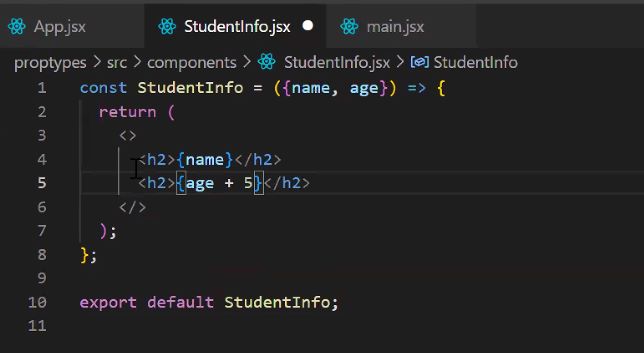 App.jsx StudentInfo.jsx main.jsx
proptypes > src > components > StudentInfo.jsx > StudentInfo
1 const StudentInfo = ({name, age}) => {
2 return (
3 <>
4 <h2>{name}</h2>
5 <h2>{age + 5}</h2>
6 </>
7 );
8 };
9
10 export default StudentInfo;
11